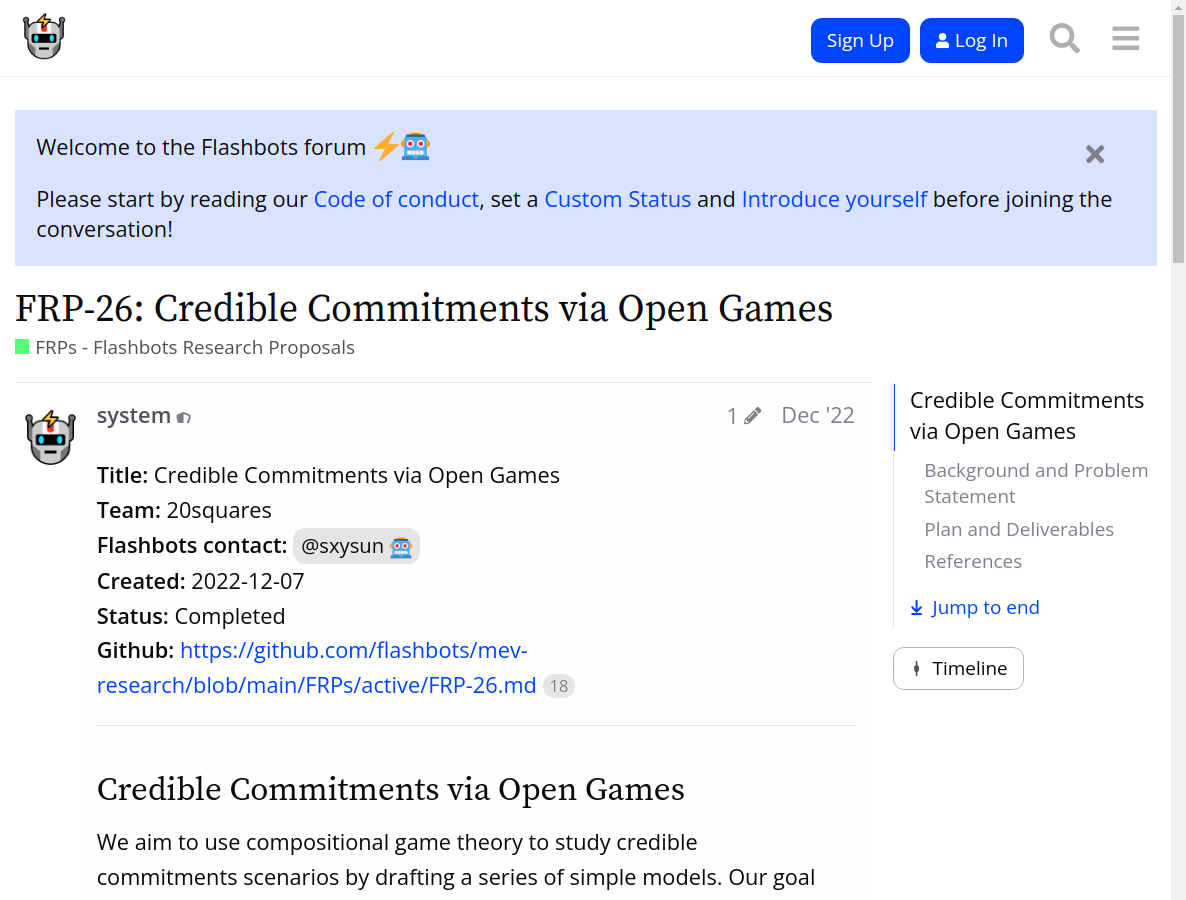 Sign Up
Log In
Welcome to the Flashbots forum
Please start by reading our Code of conduct, set a Custom Status and Introduce yourself before joining the
conversation!
FRP-26: Credible Commitments via Open Games
FRPs - Flashbots Research Proposals
system
1
Dec '22
Title: Credible Commitments via Open Games
Team: 20squares
Flashbots contact: @sxysun
Created: 2022-12-07
Status: Completed
Github: https://github.com/flashbots/mev-
research/blob/main/FRPs/active/FRP-26.md 18
Credible Commitments via Open Games
We aim to use compositional game theory to study credible
commitments scenarios by drafting a series of simple models. Our goal
Credible Commitments
via Open Games
Background and Problem
Statement
Plan and Deliverables
References
Jump to end
Timeline